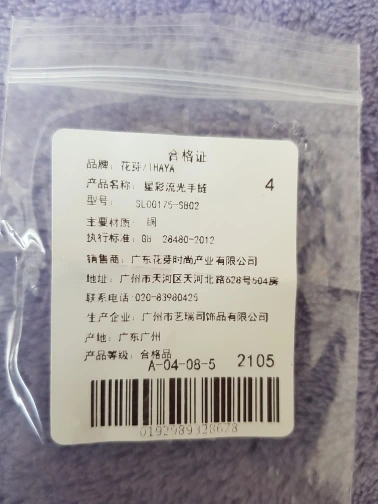 合格证
品牌: 花芽/THAYA
产品名称: 星彩流光手链
4
型号: SL00175-SB02
主要材质: 铜
执行标准: GB 28480-2012
销售商: 广东花芽时尚产业有限公司
地址: 广州市天河区天河北路628号504房
联系电话:020-83980425
生产企业: 广州市艺瑞司饰品有限公司
产地: 广东广州
产品等级: 合格品
A-04-08-5
2105
0192989328678